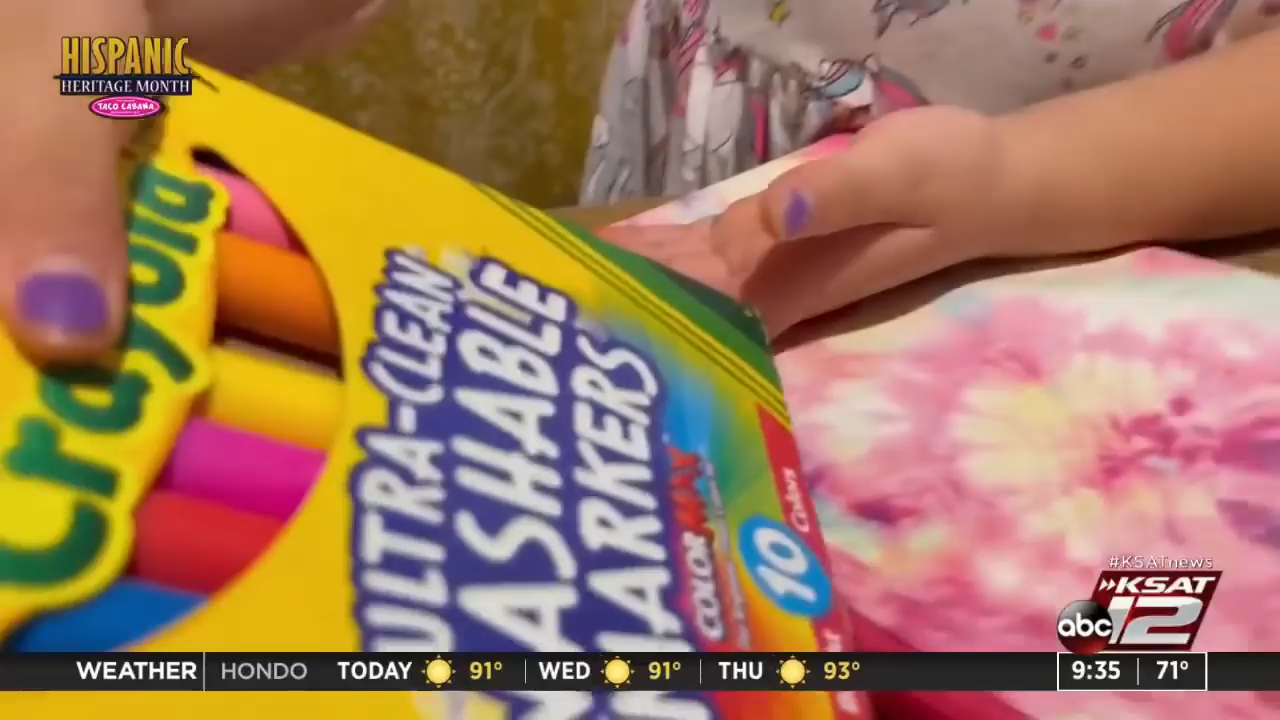 HISPANIC
HERITAGE MONTH
TACO CABANA
Crayola
ULTRA-CLEAN
WASHABLE
MARKERS
COLOR MAX
10
Colors
#KSATnews
KSAT
abc 12
WEATHER HONDO TODAY 91° WED 91° THU 93° 9:35 71°